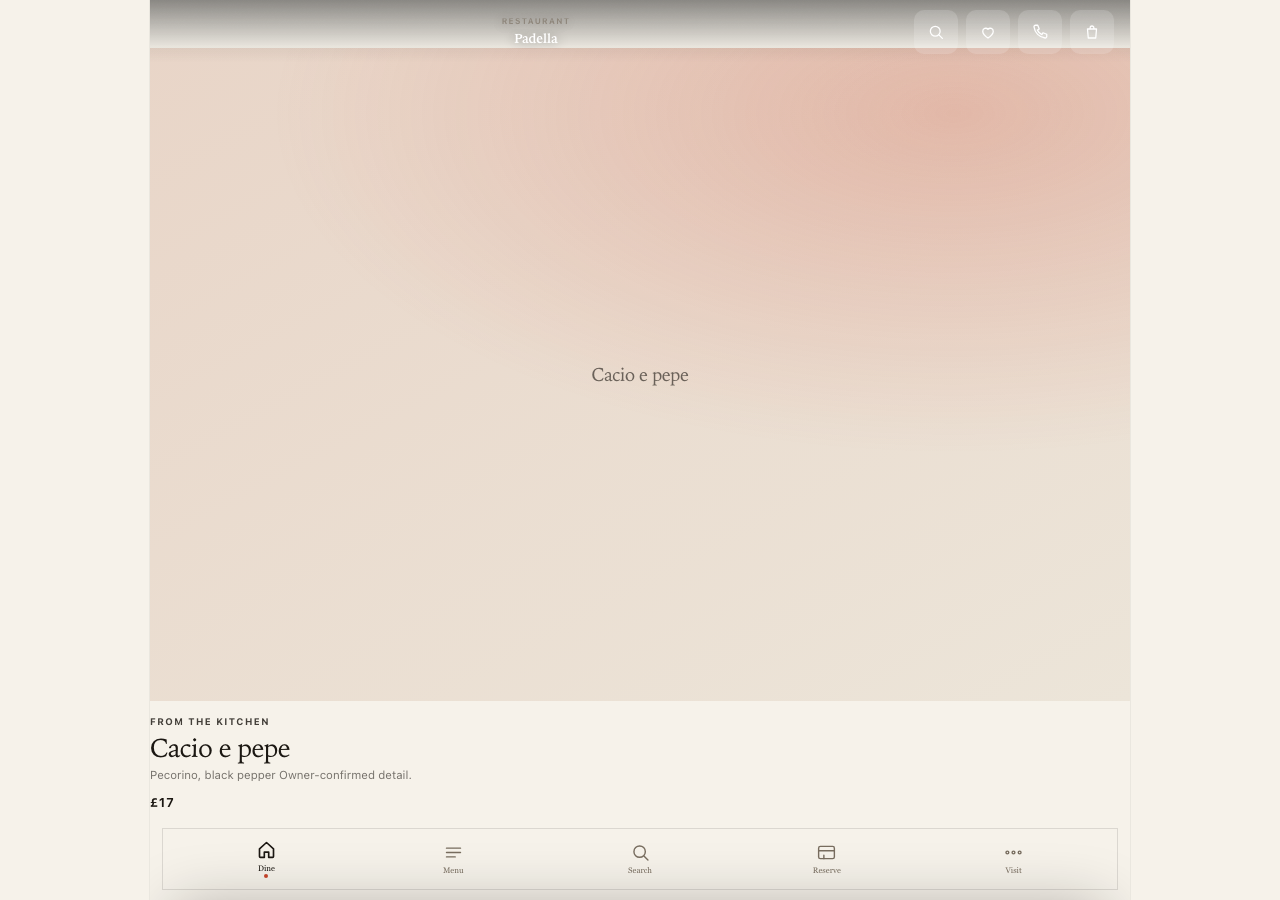 RESTAURANT
Padella
Cacio e pepe
FROM THE KITCHEN
Cacio e pepe
Pecorino, black pepper Owner-confirmed detail.
£17
Dine
Menu
Search
Reserve
Visit